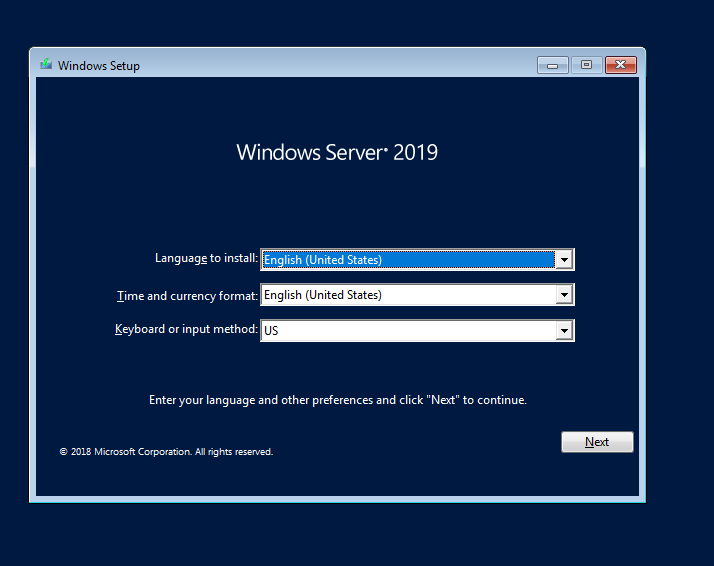 Windows Setup
Windows Server® 2019
Language to install: English (United States)
Time and currency format: English (United States)
Keyboard or input method: US
Enter your language and other preferences and click "Next" to continue.
Next
© 2018 Microsoft Corporation. All rights reserved.